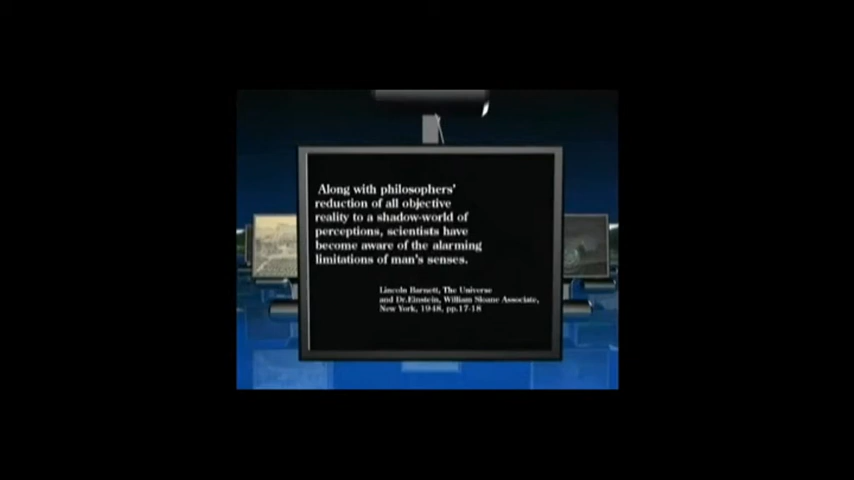 Along with philosophers'
reduction of all objective
reality to a shadow-world of
perceptions, scientists have
become aware of the alarming
limitations of man's senses.
Lincoln Barnett, The Universe
and Dr.Einstein, William Sloane Associate,
New York, 1948, pp.17-18